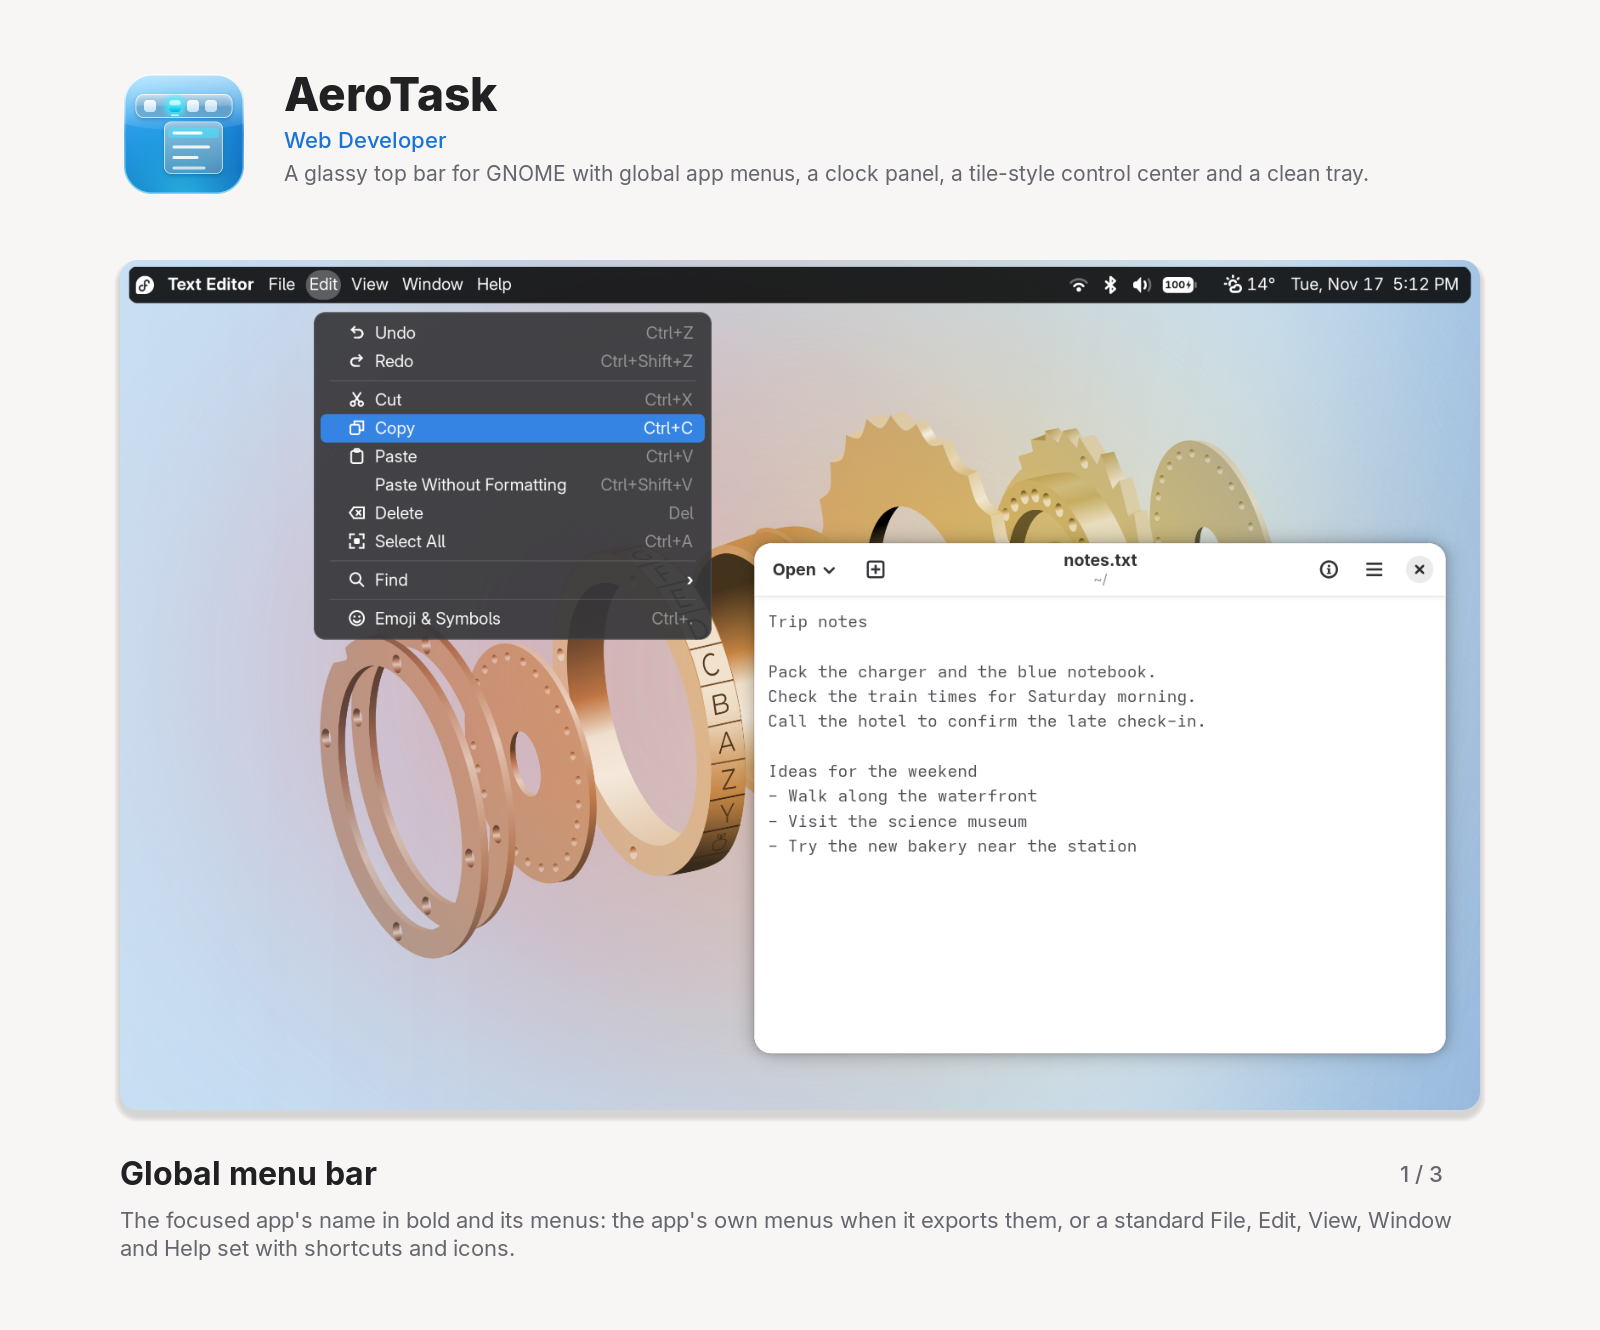 AeroTask
Web Developer
A glassy top bar for GNOME with global app menus, a clock panel, a tile-style control center and a clean tray.
Text Editor File Edit View Window Help 100 14° Tue, Nov 17 5:12 PM
Undo Ctrl+Z
Redo Ctrl+Shift+Z
Cut Ctrl+X
Copy Ctrl+C
Paste Ctrl+V
Paste Without Formatting Ctrl+Shift+V
Delete Del
Select All Ctrl+A
Find
Emoji & Symbols Ctrl+.
C
B
A
Z
Y
Open
notes.txt
~/
Trip notes
Pack the charger and the blue notebook.
Check the train times for Saturday morning.
Call the hotel to confirm the late check-in.
Ideas for the weekend
- Walk along the waterfront
- Visit the science museum
- Try the new bakery near the station
Global menu bar
1 / 3
The focused app's name in bold and its menus: the app's own menus when it exports them, or a standard File, Edit, View, Window
and Help set with shortcuts and icons.